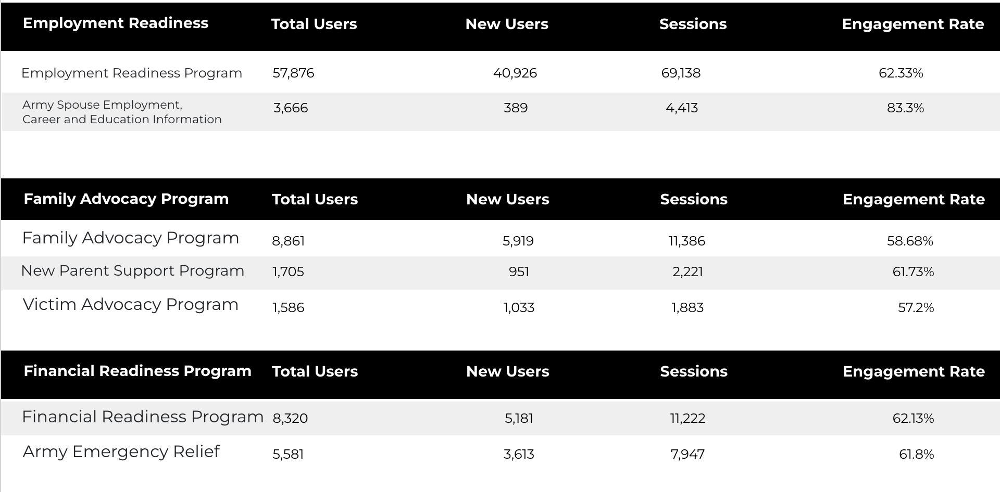 Employment Readiness Total Users New Users Sessions Engagement Rate
Employment Readiness Program 57,876 40,926 69,138 62.33%
Army Spouse Employment, 3,666 389 4,413 83.3%
Career and Education Information
Family Advocacy Program Total Users New Users Sessions Engagement Rate
Family Advocacy Program 8,861 5,919 11,386 58.68%
New Parent Support Program 1,705 951 2,221 61.73%
Victim Advocacy Program 1,586 1,033 1,883 57.2%
Financial Readiness Program Total Users New Users Sessions Engagement Rate
Financial Readiness Program 8,320 5,181 11,222 62.13%
Army Emergency Relief 5,581 3,613 7,947 61.8%